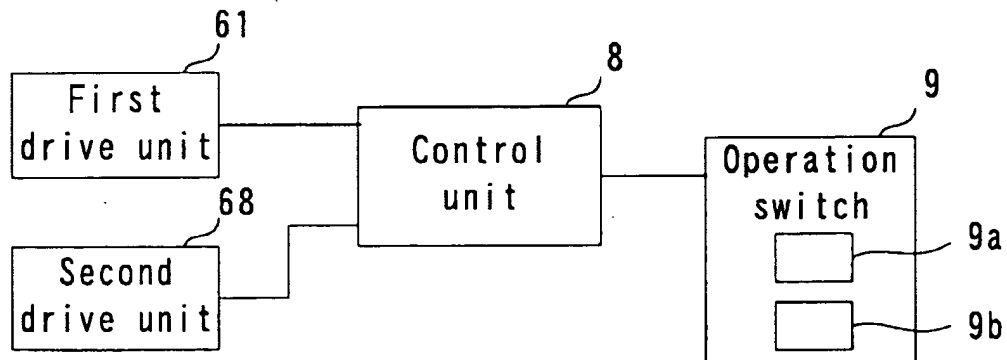 61
First
drive unit
8
Control
unit
9
Operation
switch
9a
9b
68
Second
drive unit